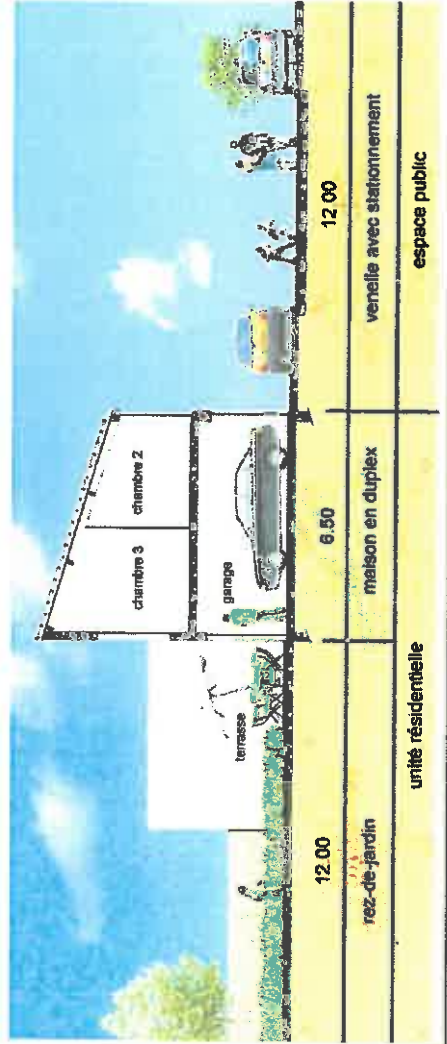 chambre 3
chambre 2
terrasse
garage
12.00
6.50
12 00
rez-de-jardin
maison en duplex
venelle avec stationnement
unité résidentielle
espace public